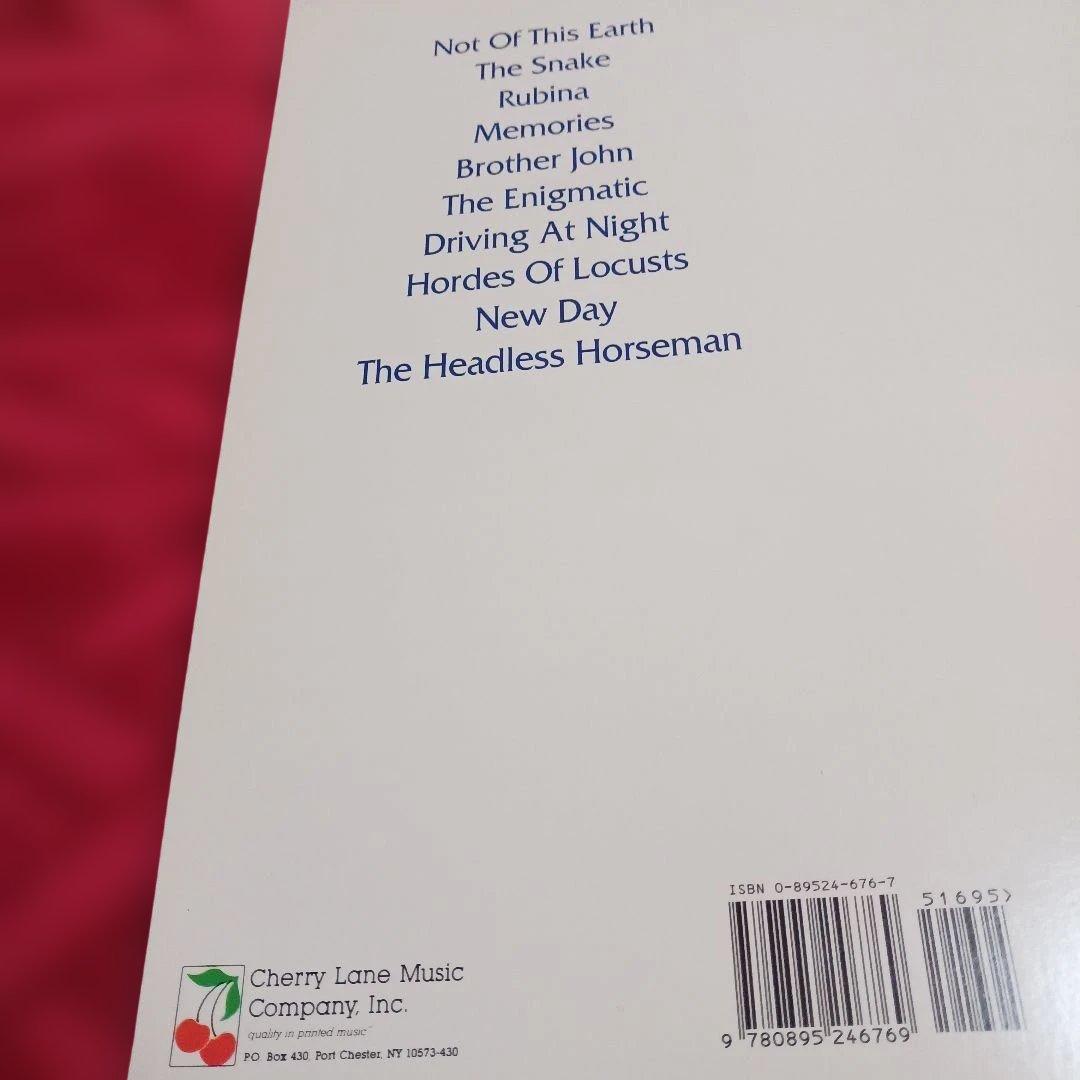 Not Of This Earth
The Snake
Rubina
Memories
Brother John
The Enigmatic
Driving At Night
Hordes Of Locusts
New Day
The Headless Horseman
ISBN 0-89524-676-7
51695>
9 780895 246769
Cherry Lane Music
Company, Inc.
quality in printed music
P.O. Box 430, Port Chester, NY 10573-430